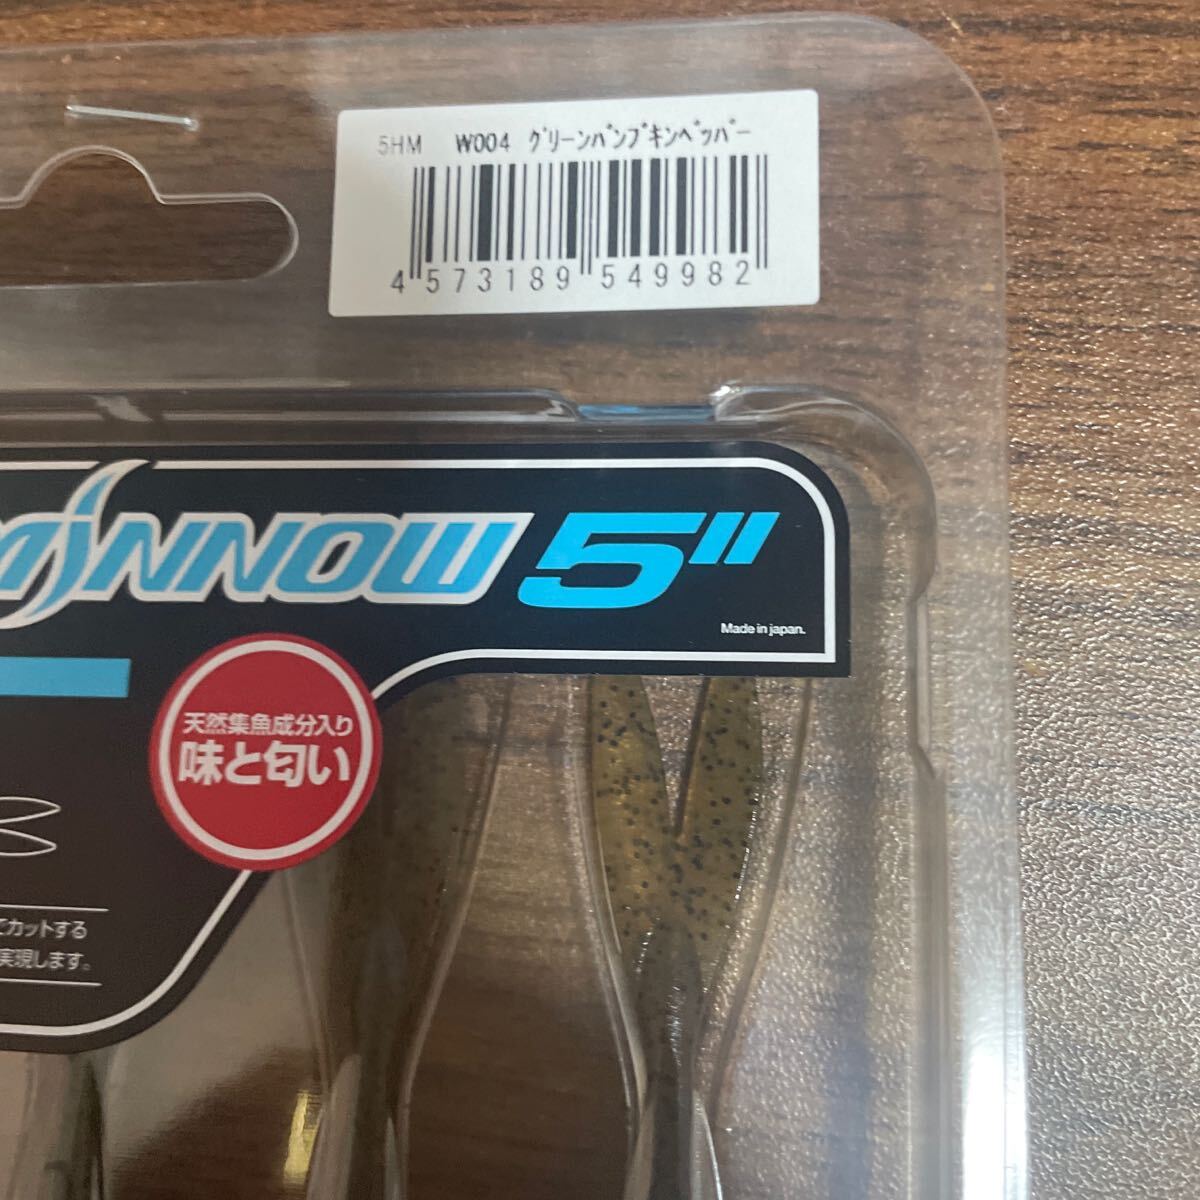 5HM W004 ｸﾞﾘｰﾝﾊﾟﾝﾌﾟｷﾝﾍﾟｯﾊﾟｰ
4 573189 549982
MINNOW 5"
Made in japan.
天然集魚成分入り
味と匂い
てカットする
実現します。